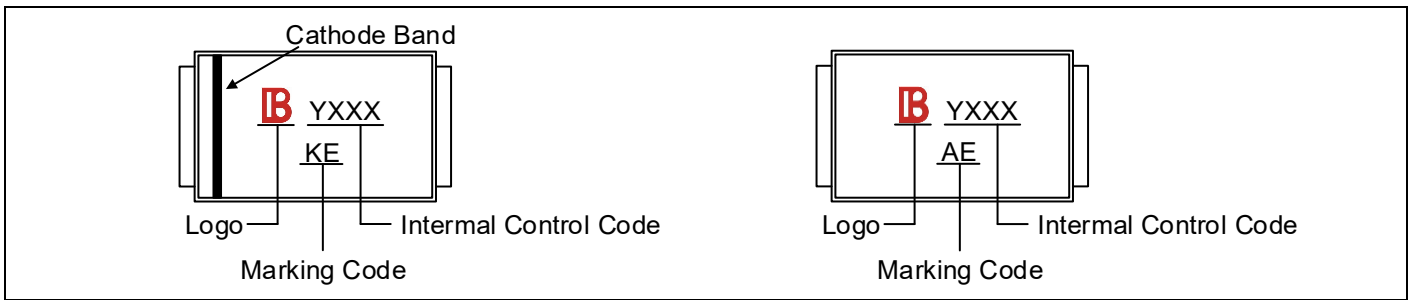 Cathode Band
B YXXX
KE
Logo
Intermal Control Code
Marking Code
B YXXX
AE
Logo
Intermal Control Code
Marking Code